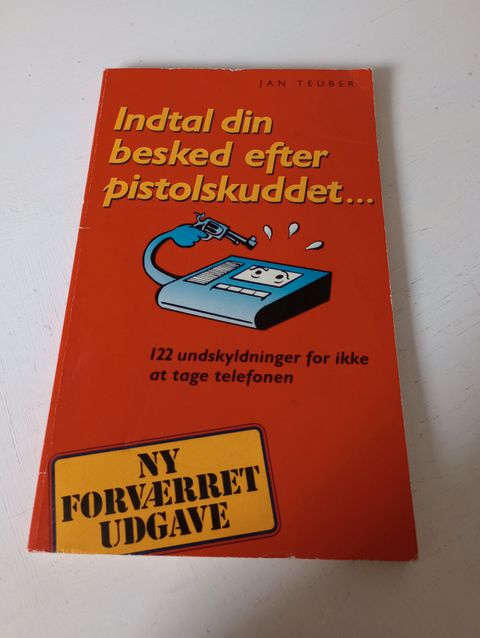 JAN TEUBER
Indtal din
besked efter
pistolskuddet...
122 undskyldninger for ikke
at tage telefonen
NY
FORVÆRRET
UDGAVE